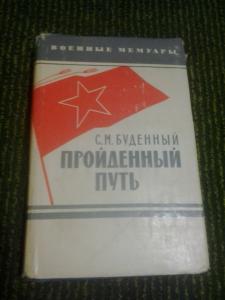 ВОЕННЫЕ МЕМУАРЫ
С.М. БУДЕННЫЙ
ПРОЙДЕННЫЙ
ПУТЬ